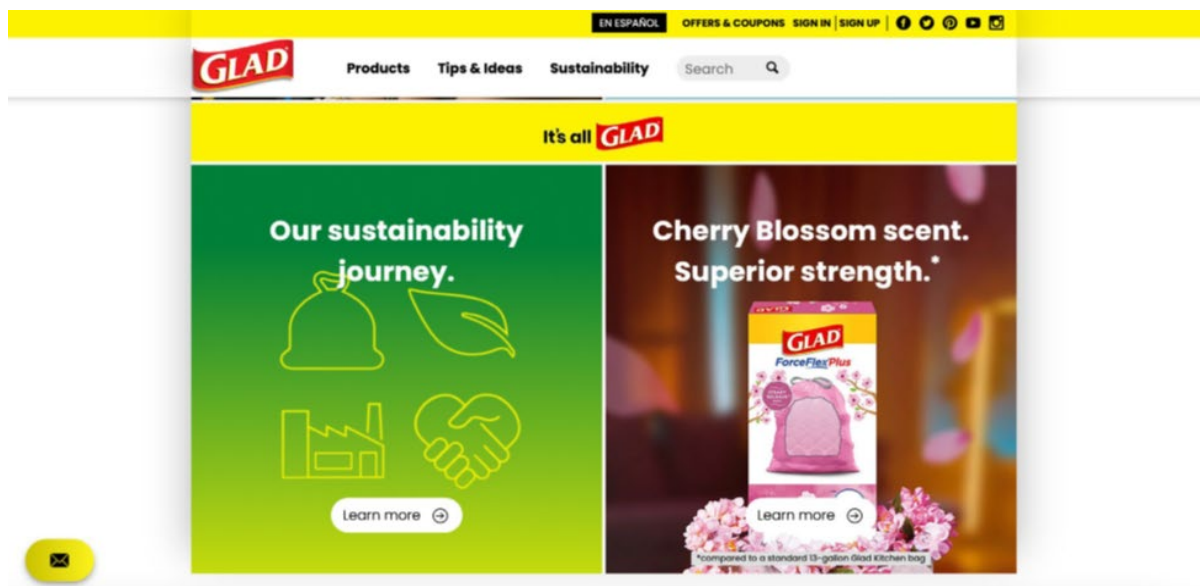 EN ESPAÑOL OFFERS & COUPONS SIGN IN | SIGN UP |
GLAD
Products Tips & Ideas Sustainability Search
It's all GLAD
Our sustainability
journey.
Learn more
Cherry Blossom scent.
Superior strength.*
GLAD
GLAD
ForceFlexPlus
Learn more
*compared to a standard 13-gallon Glad Kitchen bag